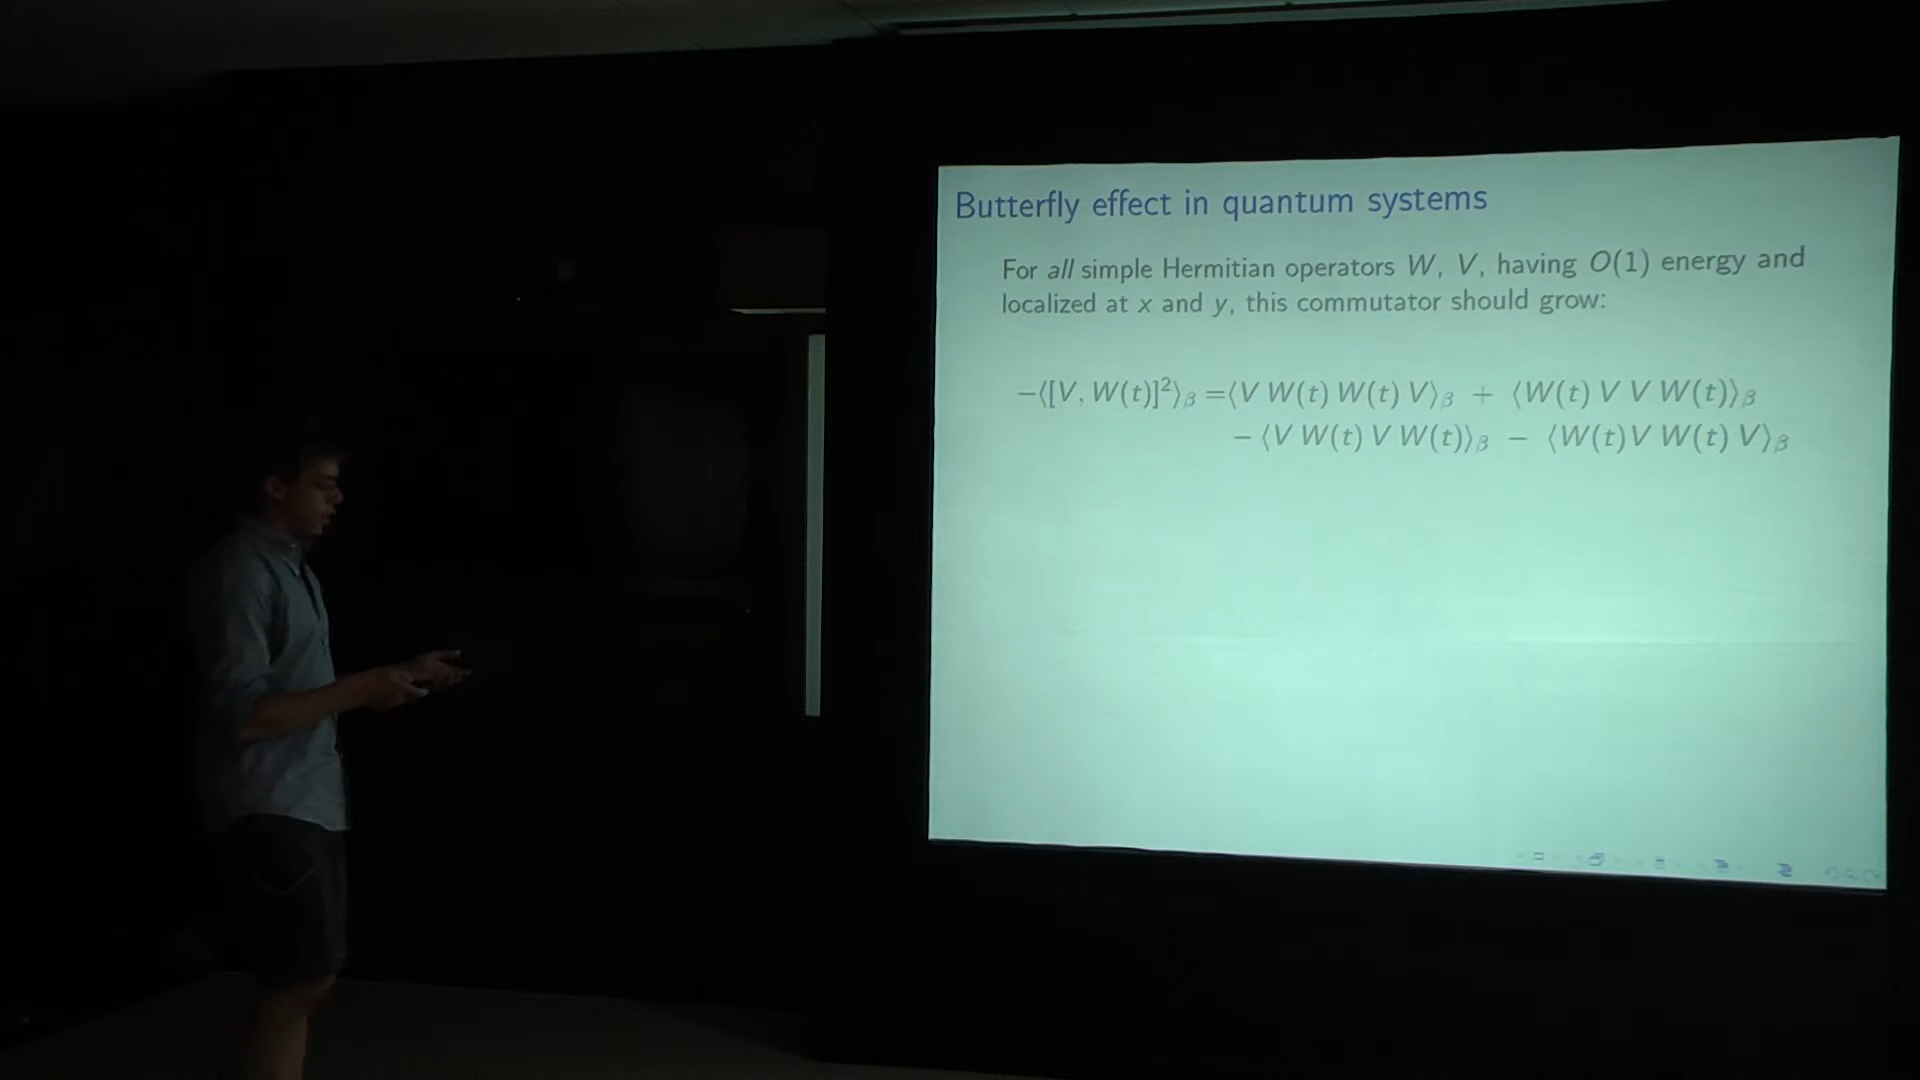 Butterfly effect in quantum systems
For all simple Hermitian operators W, V, having O(1) energy and
localized at x and y, this commutator should grow:
−⟨[V, W(t)]²⟩β =⟨V W(t) W(t) V⟩β + ⟨W(t) V V W(t)⟩β
− ⟨V W(t) V W(t)⟩β − ⟨W(t)V W(t) V⟩β